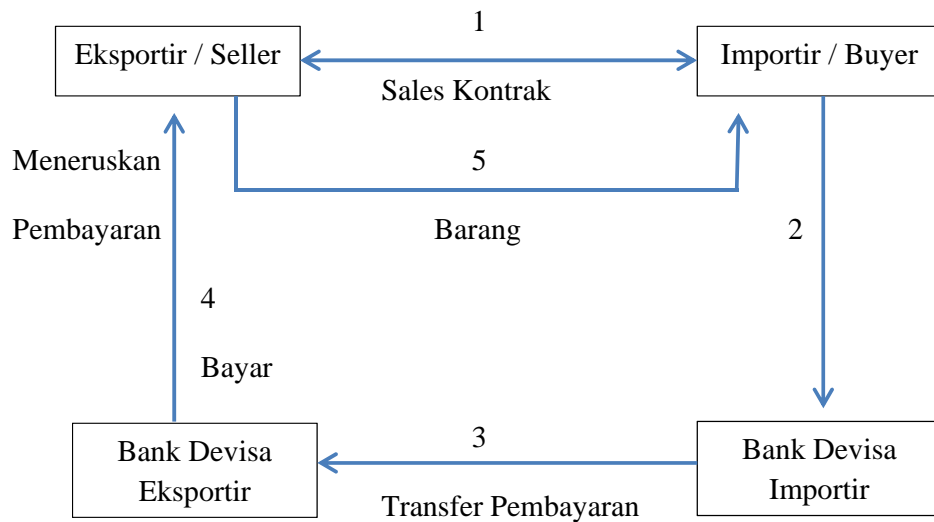 1
Eksportir / Seller
Importir / Buyer
Sales Kontrak
Meneruskan
5
Pembayaran
Barang
2
4
Bayar
3
Bank Devisa
Eksportir
Bank Devisa
Importir
Transfer Pembayaran